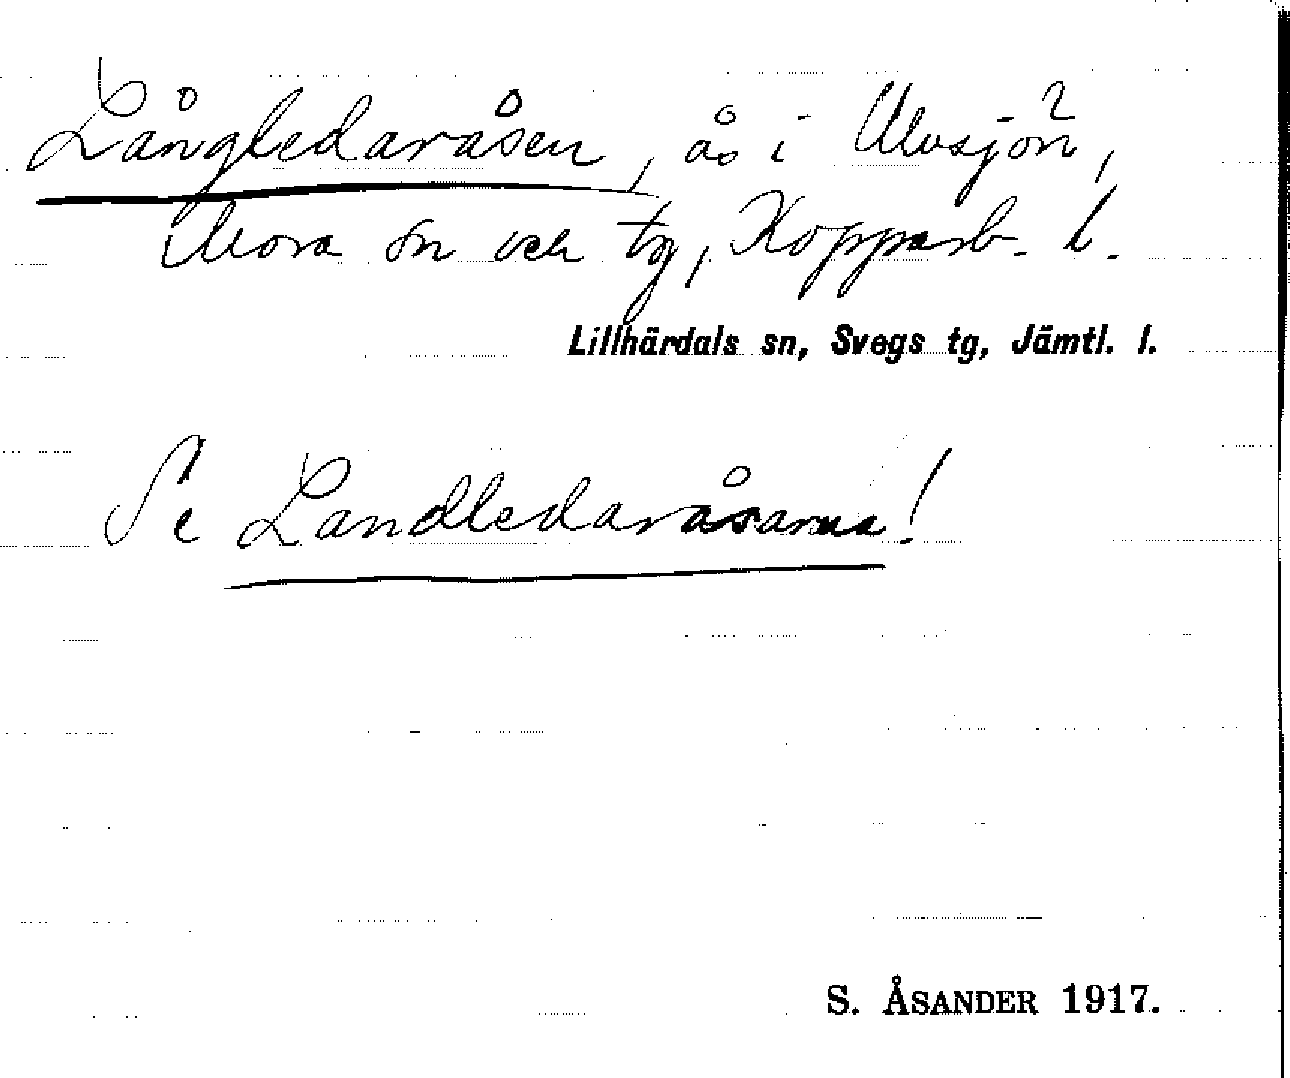 Långledaråsen, ås i Ulvsjön,
Mora sn och tg, Kopparb. l.
Lillhärdals sn, Svegs tg, Jämtl. l.
Se Landledaråsarna!
S. ÅSANDER 1917.